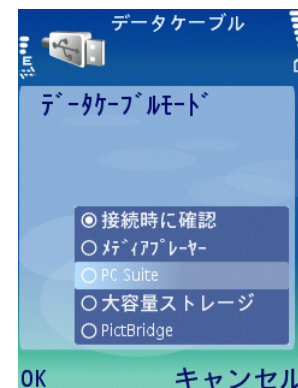 データケーブル
E
ﾃﾞｰﾀｹｰﾌﾞﾙﾓｰﾄﾞ
接続時に確認
ﾒﾃﾞｨｱﾌﾟﾚｰﾔｰ
PC Suite
大容量ストレージ
PictBridge
OK
キャンセル